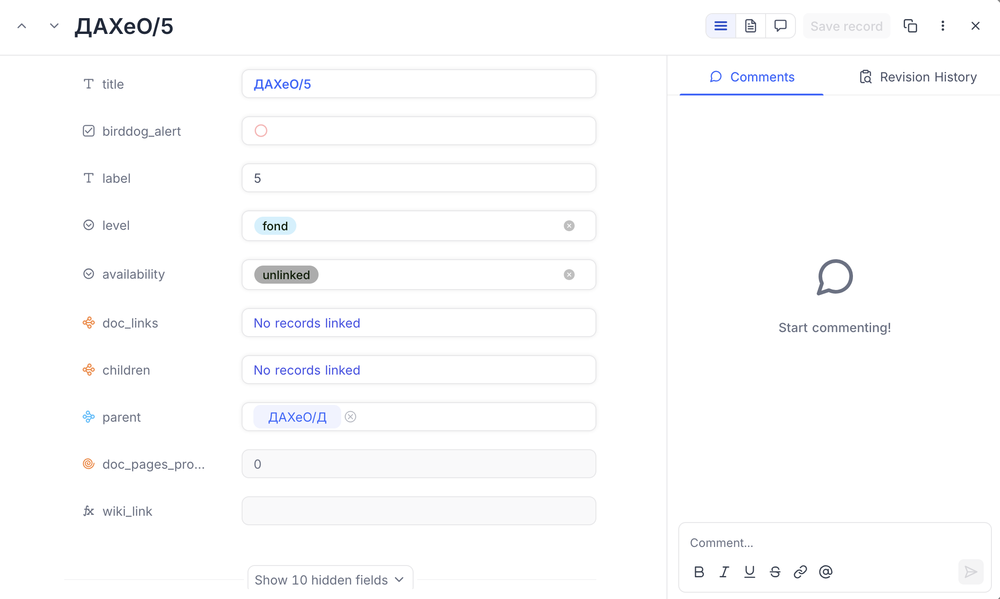 ДАХеО/5
Save record
title
ДАХеО/5
birddog_alert
label
5
level
fond
availability
unlinked
doc_links
No records linked
children
No records linked
parent
ДАХеО/Д
doc_pages_pro...
0
wiki_link
Show 10 hidden fields
Comments
Revision History
Start commenting!
Comment...